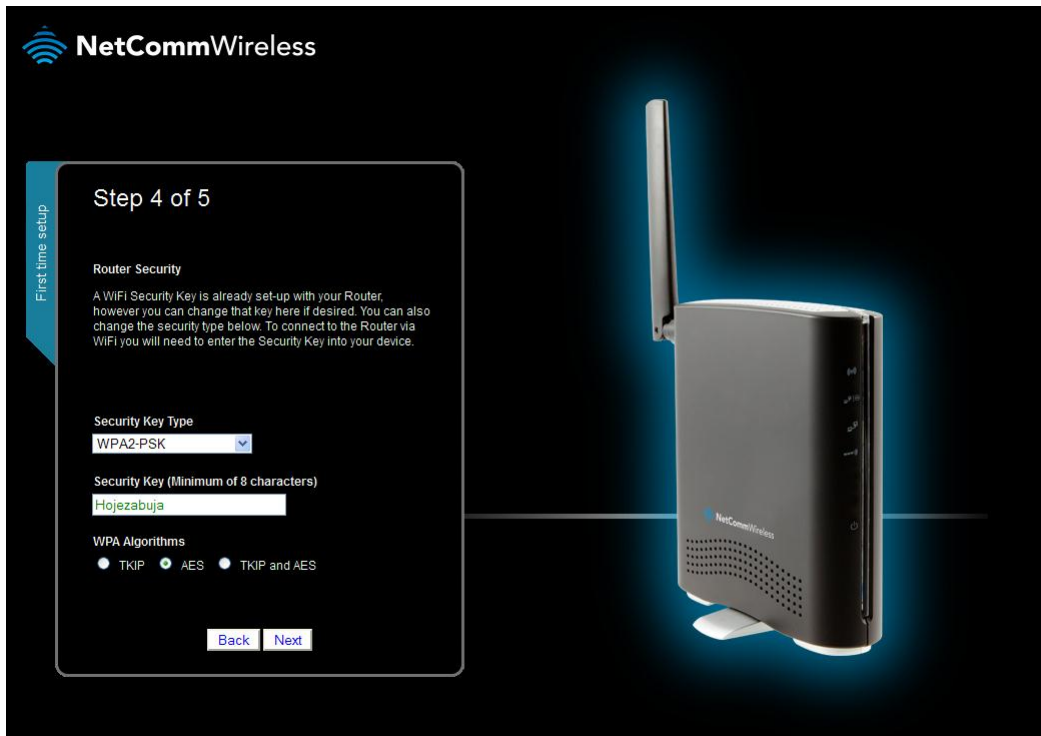 NetCommWireless
First time setup
Step 4 of 5
Router Security
A WiFi Security Key is already set-up with your Router,
however you can change that key here if desired. You can also
change the security type below. To connect to the Router via
WiFi you will need to enter the Security Key into your device.
Security Key Type
WPA2-PSK
Security Key (Minimum of 8 characters)
Hojezabuja
WPA Algorithms
TKIP AES TKIP and AES
Back Next
NetCommWireless